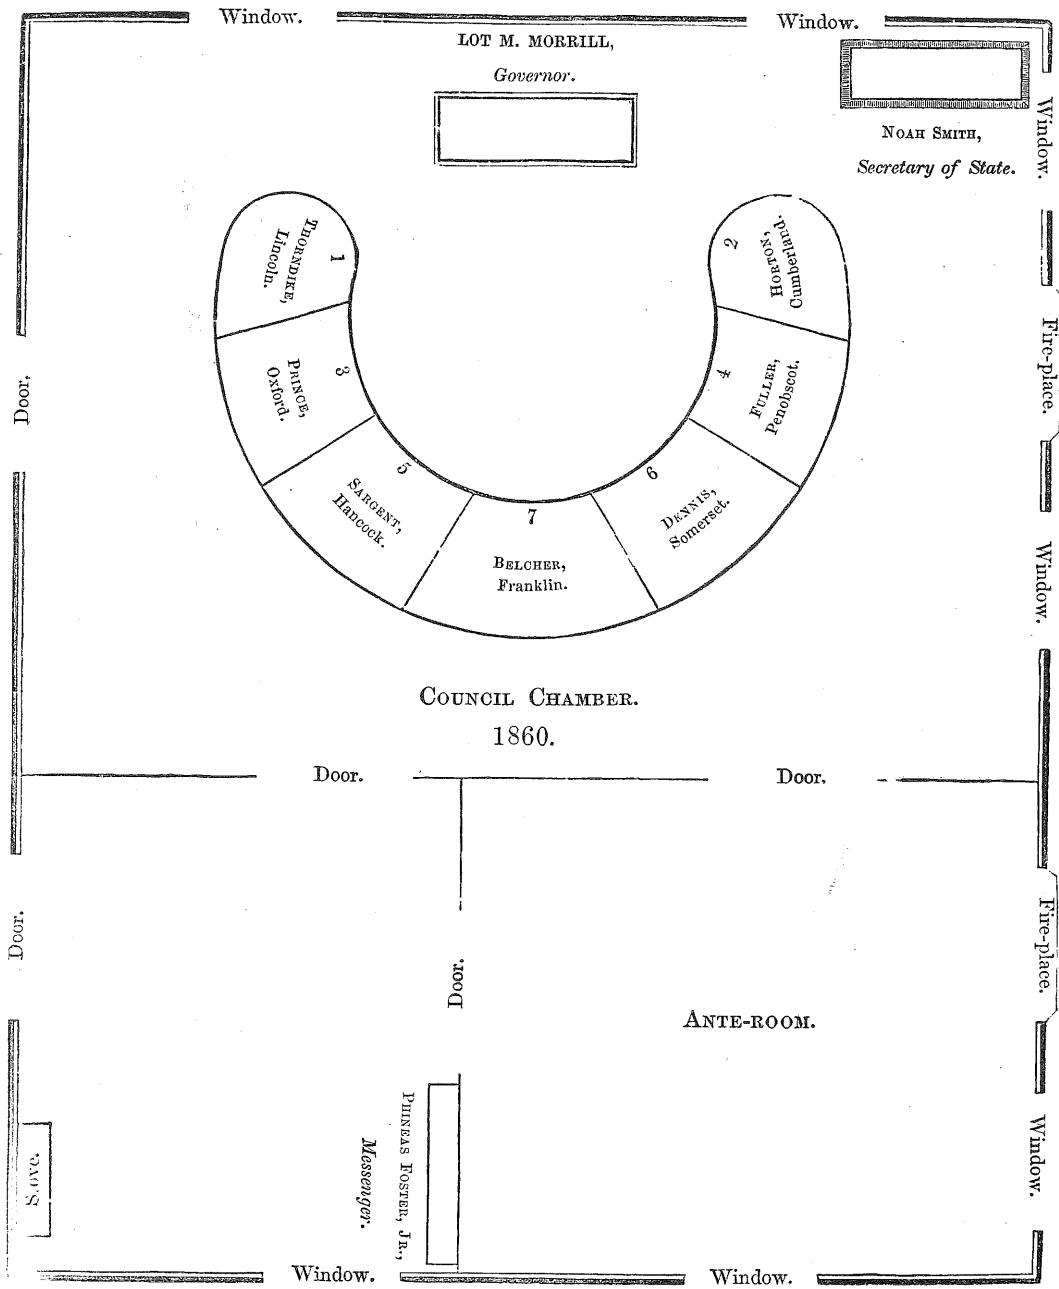 Window.
Window.
LOT M. MORRILL,
Governor.
NOAH SMITH,
Secretary of State.
Window.
1
THORNDIKE,
Lincoln.
2
HORTON,
Cumberland.
3
PRINCE,
Oxford.
4
FULLER,
Penobscot.
Door,
Fire-place.
5
SARGENT,
Hancock.
6
DENNIS,
Somerset.
7
BELCHER,
Franklin.
Window.
COUNCIL CHAMBER.
1860.
Door.
Door.
Door.
Door.
Fire-place.
ANTE-ROOM.
PHINEAS FOSTER, JR.,
Messenger.
Stove.
Window.
Window.
Window.